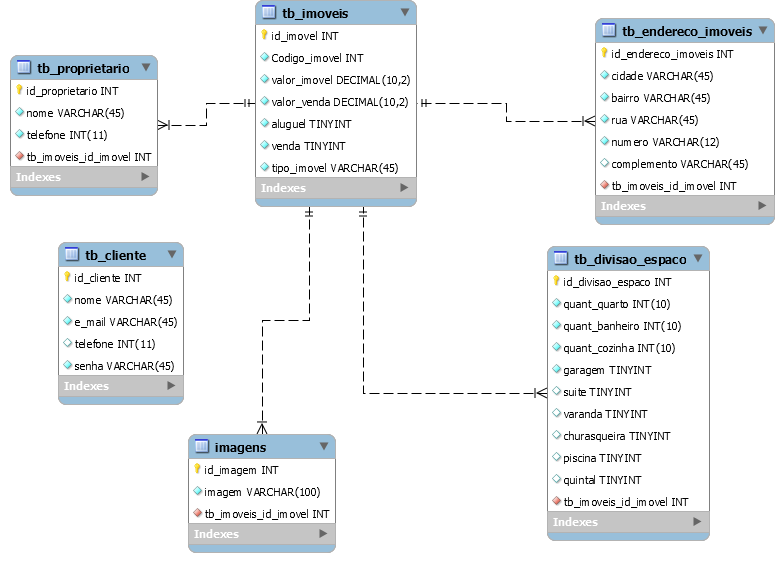 tb_imoveis
id_imovel INT
Codigo_imovel INT
valor_imovel DECIMAL(10,2)
valor_venda DECIMAL(10,2)
aluguel TINYINT
venda TINYINT
tipo_imovel VARCHAR(45)
Indexes
tb_proprietario
id_proprietario INT
nome VARCHAR(45)
telefone INT(11)
tb_imoveis_id_imovel INT
Indexes
tb_endereco_imoveis
id_endereco_imoveis INT
cidade VARCHAR(45)
bairro VARCHAR(45)
rua VARCHAR(45)
numero VARCHAR(12)
complemento VARCHAR(45)
tb_imoveis_id_imovel INT
Indexes
tb_cliente
id_cliente INT
nome VARCHAR(45)
e_mail VARCHAR(45)
telefone INT(11)
senha VARCHAR(45)
Indexes
tb_divisao_espaco
id_divisao_espaco INT
quant_quarto INT(10)
quant_banheiro INT(10)
quant_cozinha INT(10)
garagem TINYINT
suite TINYINT
varanda TINYINT
churasqueira TINYINT
piscina TINYINT
quintal TINYINT
tb_imoveis_id_imovel INT
Indexes
imagens
id_imagem INT
imagem VARCHAR(100)
tb_imoveis_id_imovel INT
Indexes